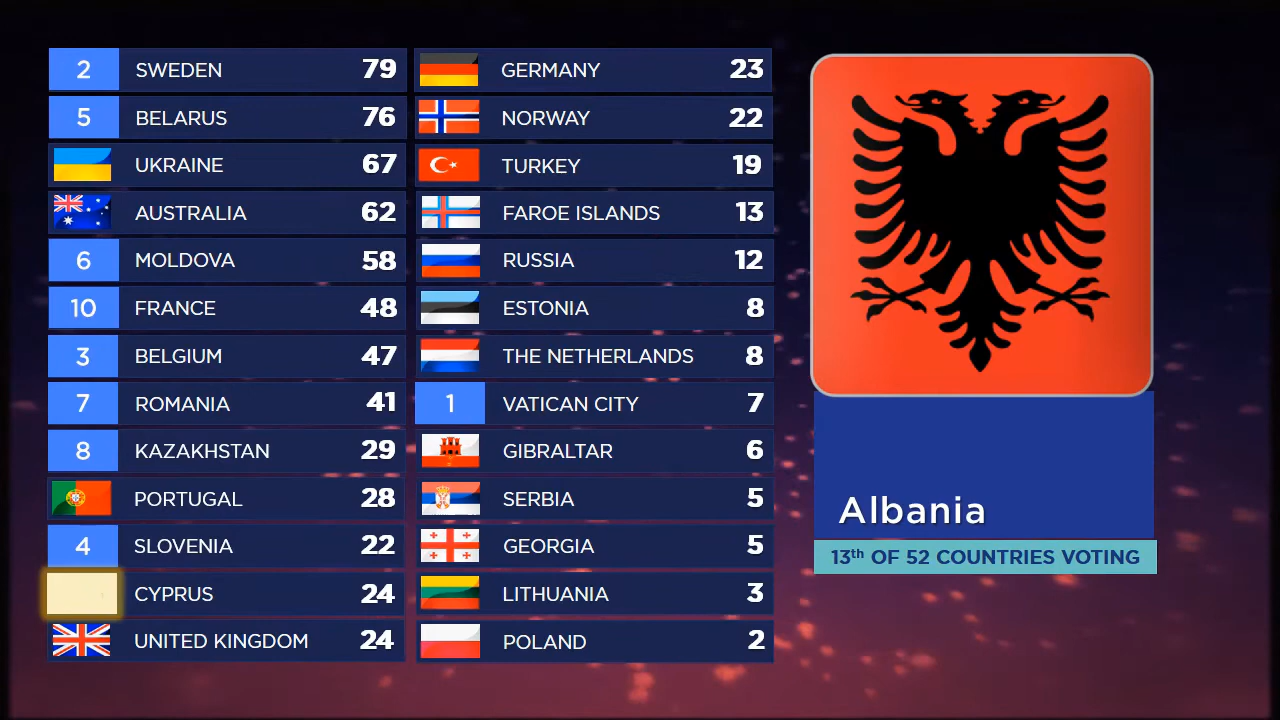 2 SWEDEN 79
5 BELARUS 76
UKRAINE 67
AUSTRALIA 62
6 MOLDOVA 58
10 FRANCE 48
3 BELGIUM 47
7 ROMANIA 41
8 KAZAKHSTAN 29
PORTUGAL 28
4 SLOVENIA 22
CYPRUS 24
UNITED KINGDOM 24
GERMANY 23
NORWAY 22
TURKEY 19
FAROE ISLANDS 13
RUSSIA 12
ESTONIA 8
THE NETHERLANDS 8
1 VATICAN CITY 7
GIBRALTAR 6
SERBIA 5
GEORGIA 5
LITHUANIA 3
POLAND 2
Albania
13th OF 52 COUNTRIES VOTING